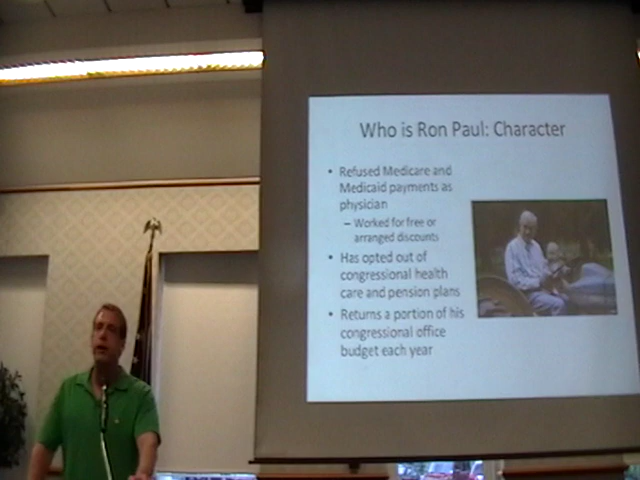 Who is Ron Paul: Character
• Refused Medicare and
Medicaid payments as
physician
– Worked for free or
arranged discounts
• Has opted out of
congressional health
care and pension plans
• Returns a portion of his
congressional office
budget each year